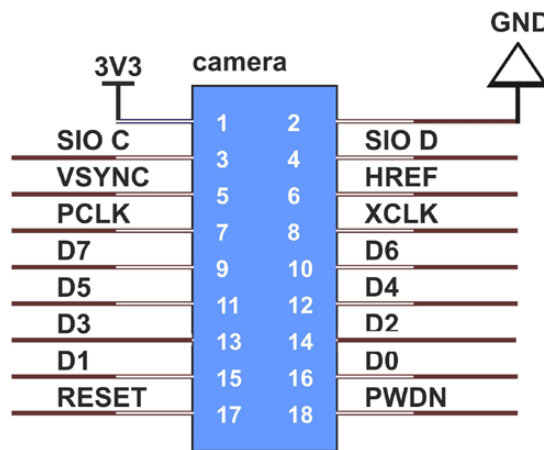 GND
3V3 camera
1 2
SIO C SIO D
3 4
VSYNC HREF
5 6
PCLK XCLK
7 8
D7 D6
9 10
D5 D4
11 12
D3 D2
13 14
D1 D0
15 16
RESET PWDN
17 18